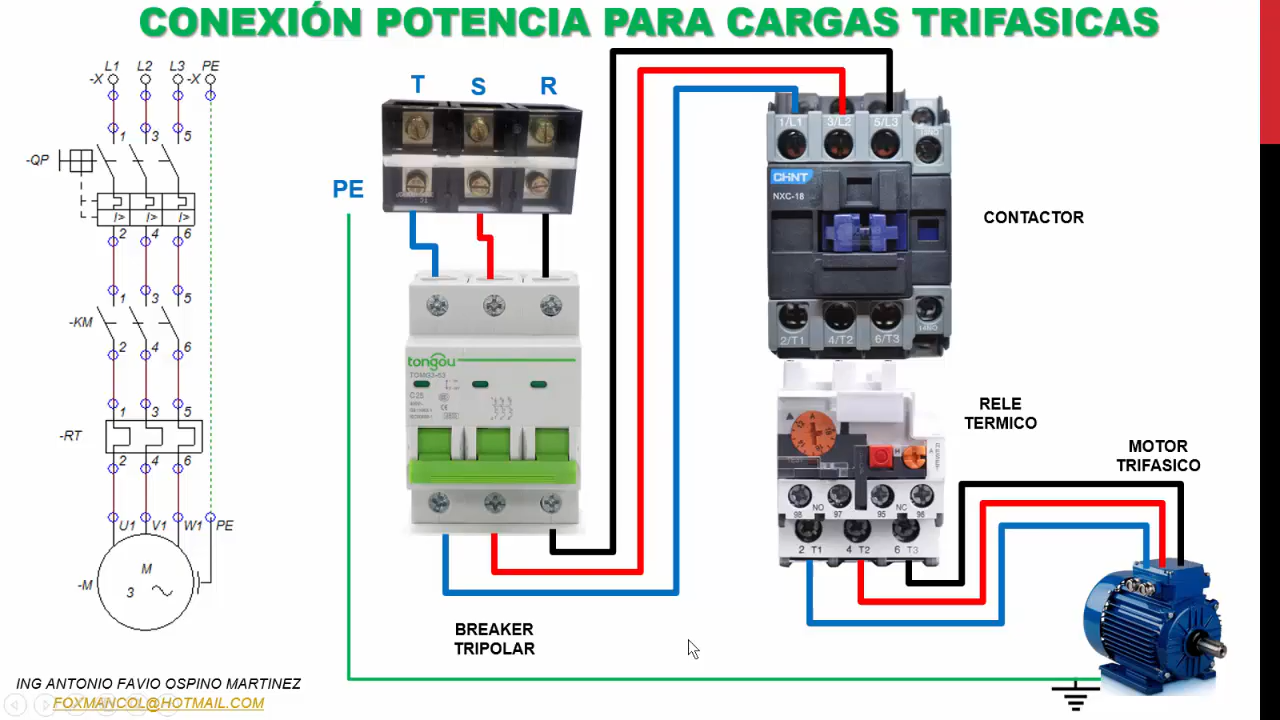 CONEXIÓN POTENCIA PARA CARGAS TRIFASICAS
L1 L2 L3 PE
-X -X
1 3 5
-QP
I> I> I>
2 4 6
1 3 5
-KM
2 4 6
1 3 5
-RT
2 4 6
U1 V1 W1 PE
M
-M
3
T S R
PE
tongou
TOMG3-63
C25
BREAKER
TRIPOLAR
1/L1 3/L2 5/L3
CHNT
NXC-18
2/T1 4/T2 6/T3
14NO
CONTACTOR
RELE
TERMICO
A
H A
98 NO 97 95 NC 96
2 T1 4 T2 6 T3
MOTOR
TRIFASICO
ING ANTONIO FAVIO OSPINO MARTINEZ
FOXMANCOL@HOTMAIL.COM